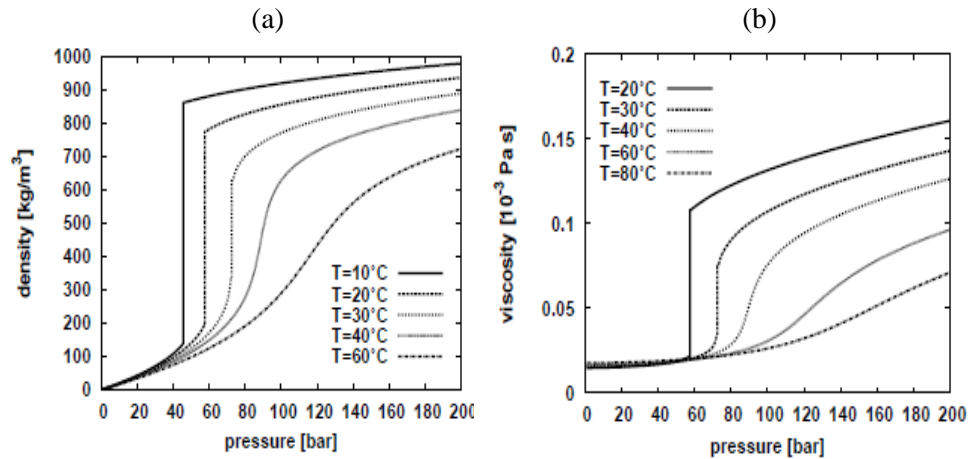 (a)
(b)
density [kg/m³]
1000
900
800
700
600
500
400
300
200
100
0
T=10°C
T=20°C
T=30°C
T=40°C
T=60°C
0 20 40 60 80 100 120 140 160 180 200
pressure [bar]
viscosity [10⁻³ Pa s]
0.2
0.15
0.1
0.05
0
T=20°C
T=30°C
T=40°C
T=60°C
T=80°C
0 20 40 60 80 100 120 140 160 180 200
pressure [bar]